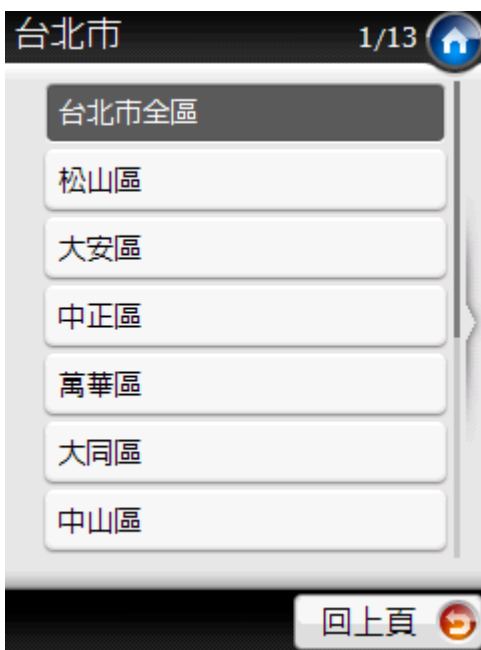 台北市 1/13
台北市全區
松山區
大安區
中正區
萬華區
大同區
中山區
回上頁